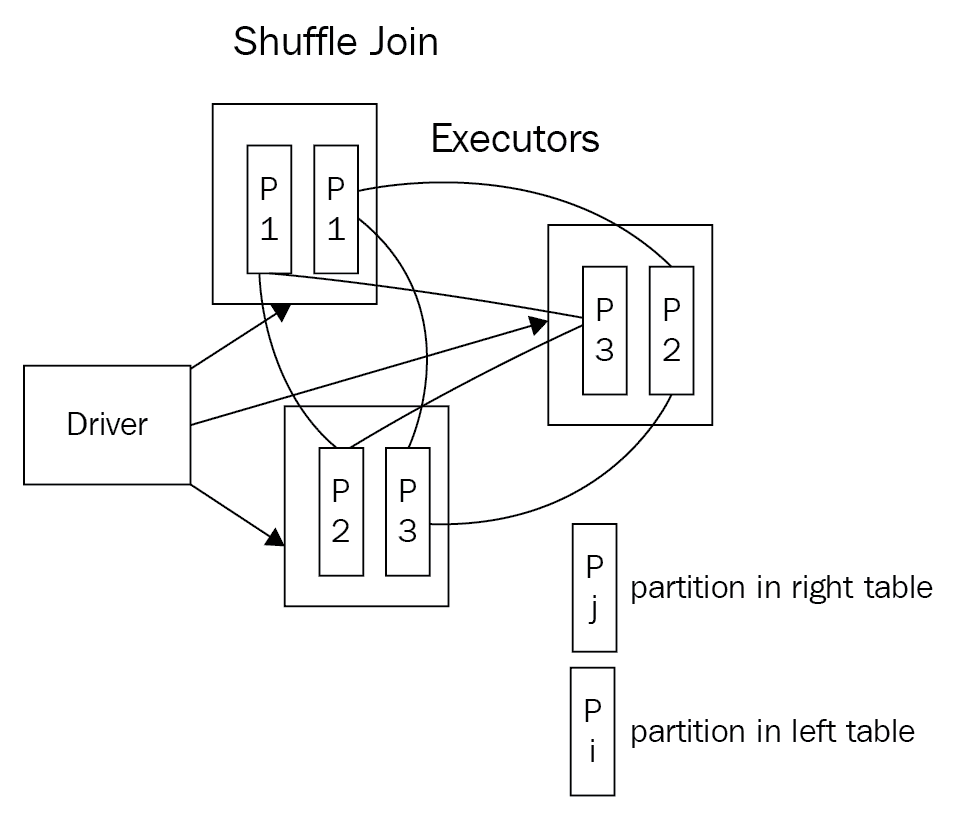 Shuffle Join
Executors
P
1
P
1
P
3
P
2
Driver
P
2
P
3
P
j
partition in right table
P
i
partition in left table